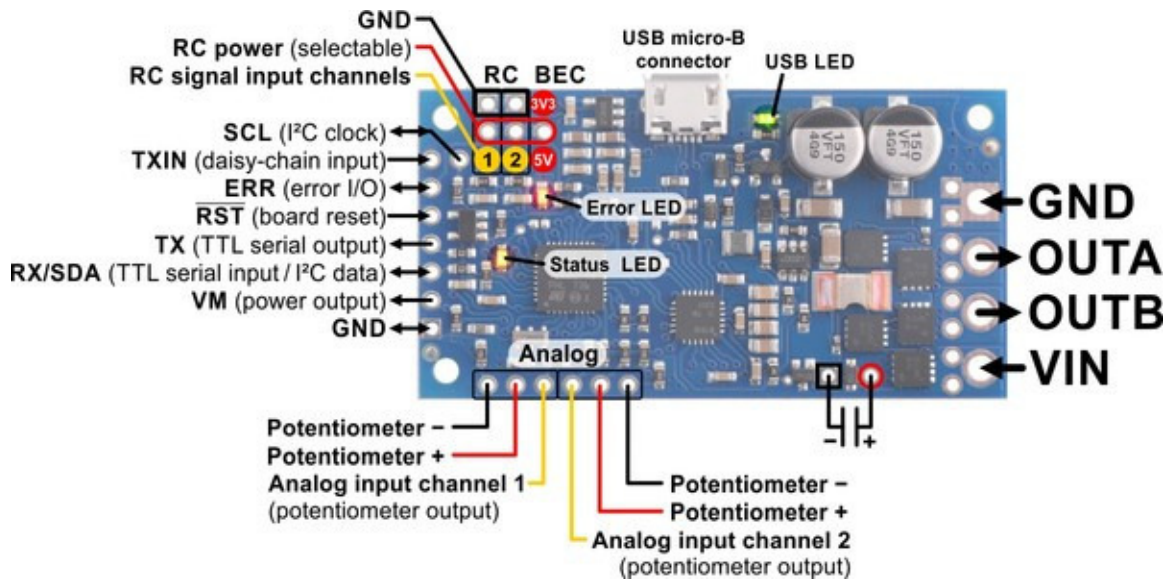 GND
RC power (selectable)
RC signal input channels
RC BEC
3V3
1 2 5V
USB micro-B
connector
USB LED
SCL (I²C clock)
TXIN (daisy-chain input)
ERR (error I/O)
RST (board reset)
TX (TTL serial output)
RX/SDA (TTL serial input / I²C data)
VM (power output)
GND
Error LED
Status LED
150
VFT
4G9
150
VFT
4G9
GND
OUTA
OUTB
VIN
Analog
Potentiometer −
Potentiometer +
Analog input channel 1
(potentiometer output)
− +
Potentiometer −
Potentiometer +
Analog input channel 2
(potentiometer output)